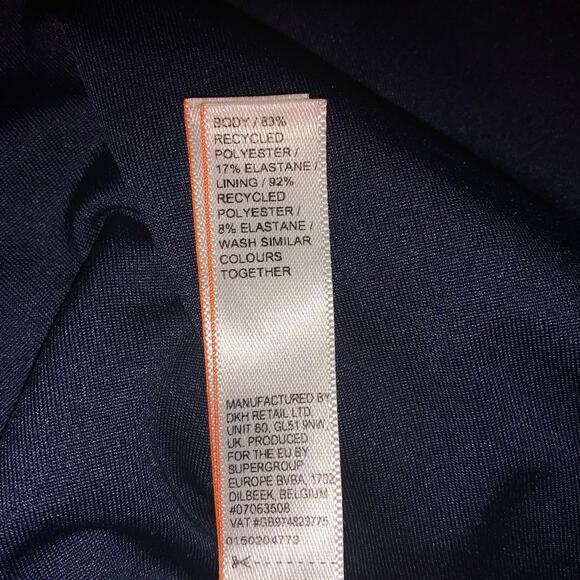 BODY / 83%
RECYCLED
POLYESTER /
17% ELASTANE /
LINING / 92%
RECYCLED
POLYESTER /
8% ELASTANE /
WASH SIMILAR
COLOURS
TOGETHER
MANUFACTURED BY
DKH RETAIL LTD,
UNIT 60, GL51 9NW,
UK. PRODUCED
FOR THE EU BY
SUPERGROUP
EUROPE BVBA, 1702
DILBEEK, BELGIUM
#07063508
VAT #GB974823775
0150204773